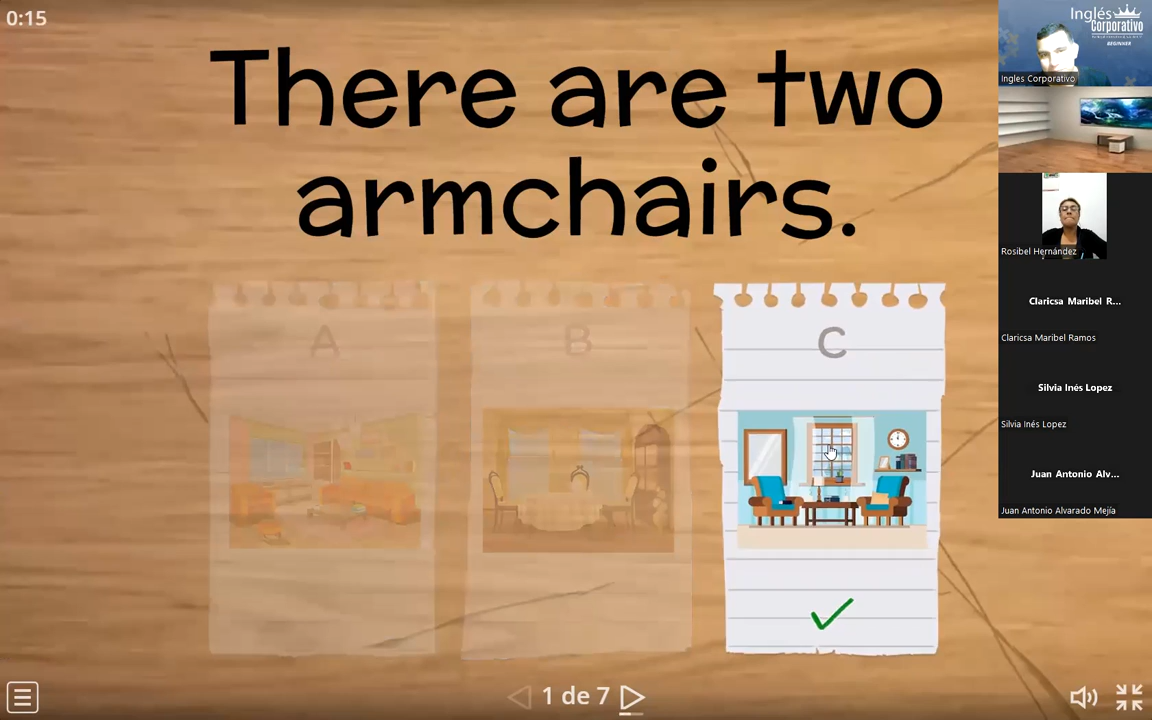 0:15
There are two
armchairs.
A
B
C
1 de 7
Inglés
Corporativo
BEGINNER
Ingles Corporativo
Rosibel Hernández
Claricsa Maribel R...
Claricsa Maribel Ramos
Silvia Inés Lopez
Silvia Inés Lopez
Juan Antonio Alv...
Juan Antonio Alvarado Mejía